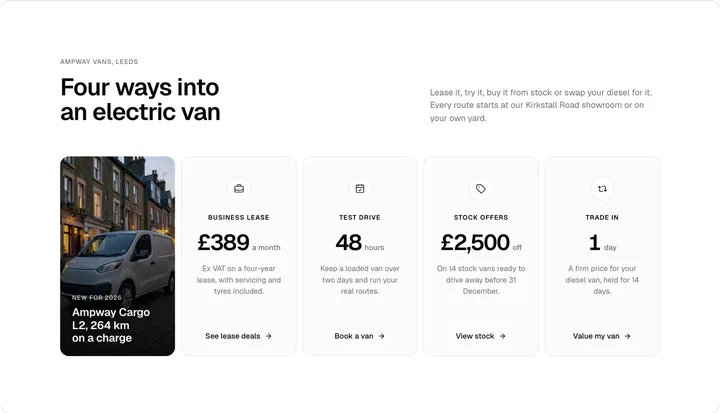 AMPWAY VANS, LEEDS
Four ways into
an electric van
Lease it, try it, buy it from stock or swap your diesel for it.
Every route starts at our Kirkstall Road showroom or on
your own yard.
NEW FOR 2026
Ampway Cargo
L2, 264 km
on a charge
BUSINESS LEASE
£389 a month
Ex VAT on a four-year
lease, with servicing and
tyres included.
See lease deals →
TEST DRIVE
48 hours
Keep a loaded van over
two days and run your
real routes.
Book a van →
STOCK OFFERS
£2,500 off
On 14 stock vans ready to
drive away before 31
December.
View stock →
TRADE IN
1 day
A firm price for your
diesel van, held for 14
days.
Value my van →